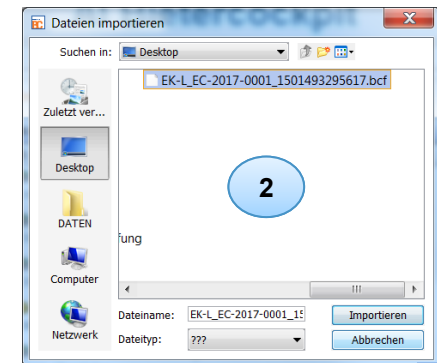 Dateien importieren
Suchen in: Desktop
EK-L_EC-2017-0001_1501493295617.bcf
Zuletzt ver...
Desktop
2
DATEN
fung
Computer
Netzwerk
Dateiname: EK-L_EC-2017-0001_15
Importieren
Dateityp: ???
Abbrechen